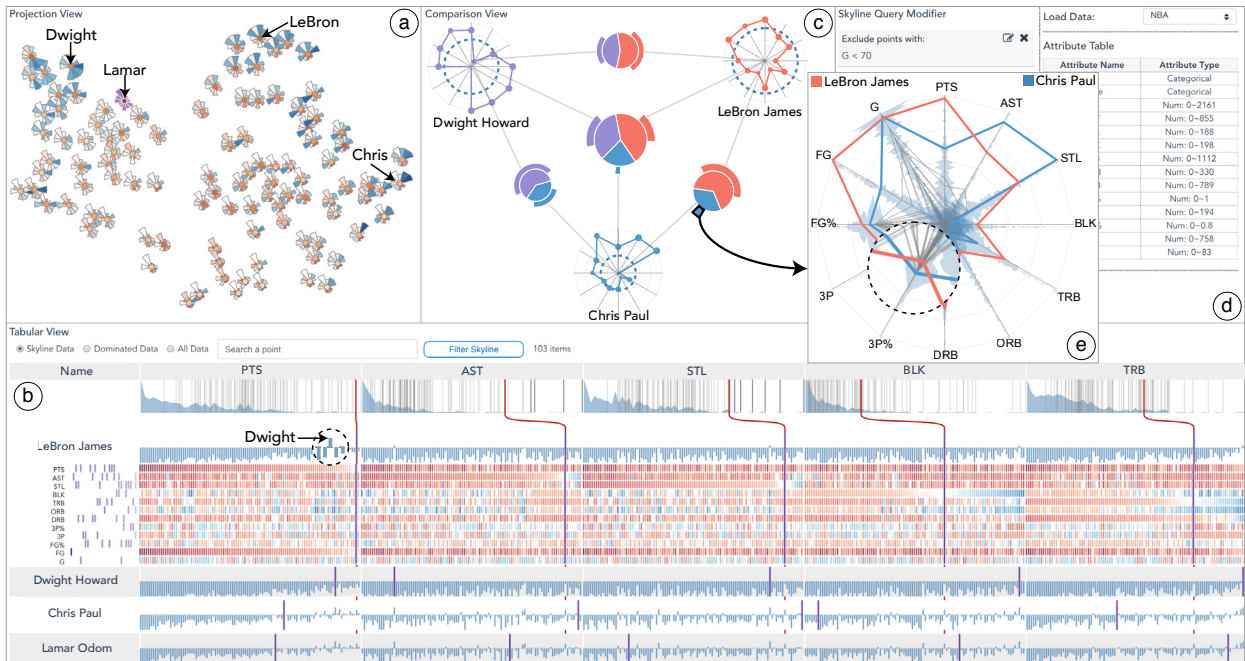 Projection View
a
Dwight
LeBron
Lamar
Chris
Comparison View
c
Dwight Howard
LeBron James
Chris Paul
Skyline Query Modifier
Exclude points with:
G < 70
Load Data:
NBA
Attribute Table
Attribute Name
Attribute Type
Categorical
Categorical
Num: 0~2161
Num: 0~855
Num: 0~188
Num: 0~198
Num: 0~1112
Num: 0~330
Num: 0~789
Num: 0~1
Num: 0~194
Num: 0~0.8
Num: 0~758
Num: 0~83
d
LeBron James
Chris Paul
PTS
AST
STL
BLK
TRB
ORB
DRB
3P%
3P
FG%
FG
G
e
Tabular View
Skyline Data
Dominated Data
All Data
Search a point
Filter Skyline
103 items
Name
PTS
AST
STL
BLK
TRB
b
Dwight
LeBron James
PTS
AST
STL
BLK
TRB
ORB
DRB
3P%
3P
FG%
FG
G
Dwight Howard
Chris Paul
Lamar Odom